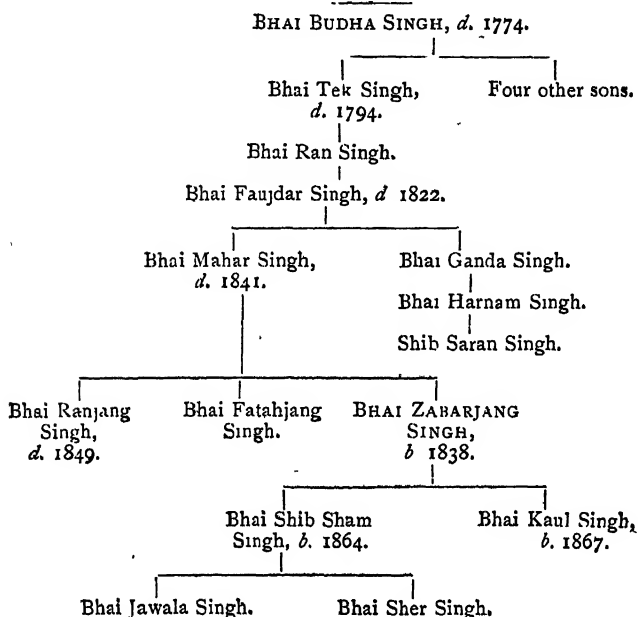 BHAI BUDHA SINGH, d. 1774.
Bhai Tek Singh, Four other sons.
d. 1794.
Bhai Ran Singh.
Bhai Faujdar Singh, d 1822.
Bhai Mahar Singh, Bhai Ganda Singh.
d. 1841.
Bhai Harnam Singh.
Shib Saran Singh.
Bhai Ranjang Bhai Fatahjang BHAI ZABARJANG
Singh, Singh. SINGH,
d. 1849. b 1838.
Bhai Shib Sham Bhai Kaul Singh,
Singh, b. 1864. b. 1867.
Bhai Jawala Singh. Bhai Sher Singh.